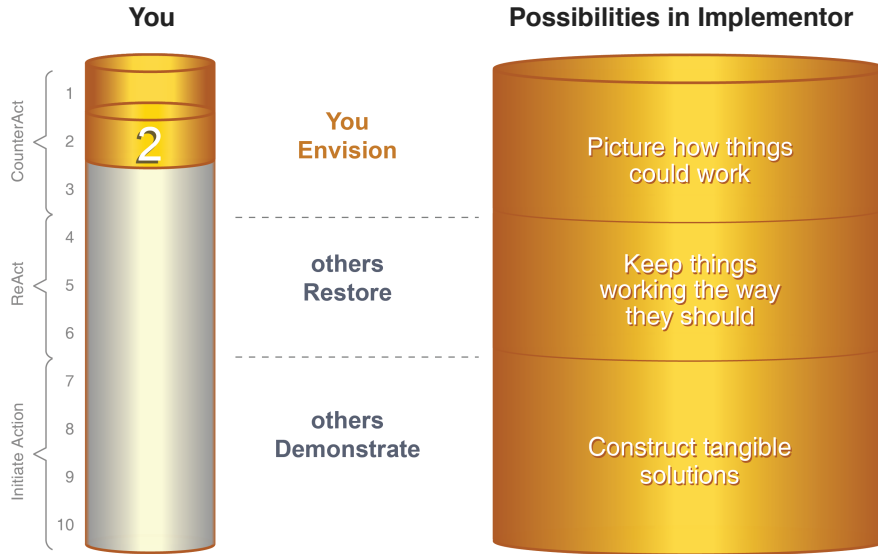 You
Possibilities in Implementor
CounterAct
1
2
3
2
You
Envision
Picture how things
could work
ReAct
4
5
6
others
Restore
Keep things
working the way
they should
Initiate Action
7
8
9
10
others
Demonstrate
Construct tangible
solutions